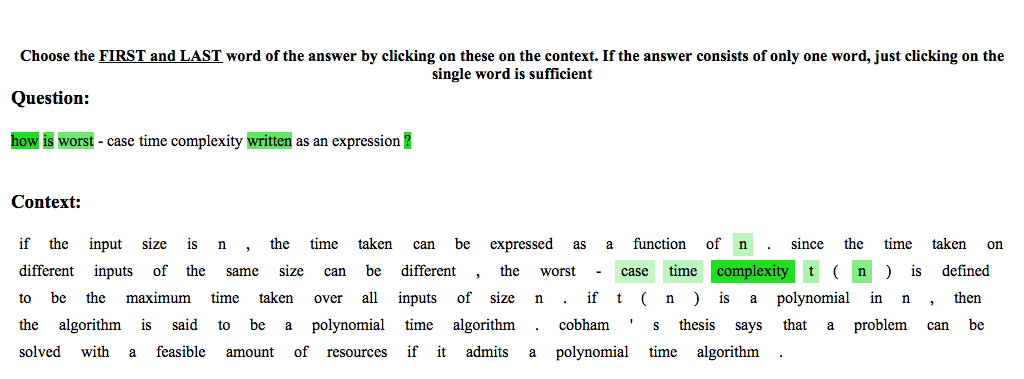 Choose the FIRST and LAST word of the answer by clicking on these on the context. If the answer consists of only one word, just clicking on the
single word is sufficient
Question:
how is worst - case time complexity written as an expression ?
Context:
if the input size is n , the time taken can be expressed as a function of n . since the time taken on
different inputs of the same size can be different , the worst - case time complexity t ( n ) is defined
to be the maximum time taken over all inputs of size n . if t ( n ) is a polynomial in n , then
the algorithm is said to be a polynomial time algorithm . cobham ' s thesis says that a problem can be
solved with a feasible amount of resources if it admits a polynomial time algorithm .